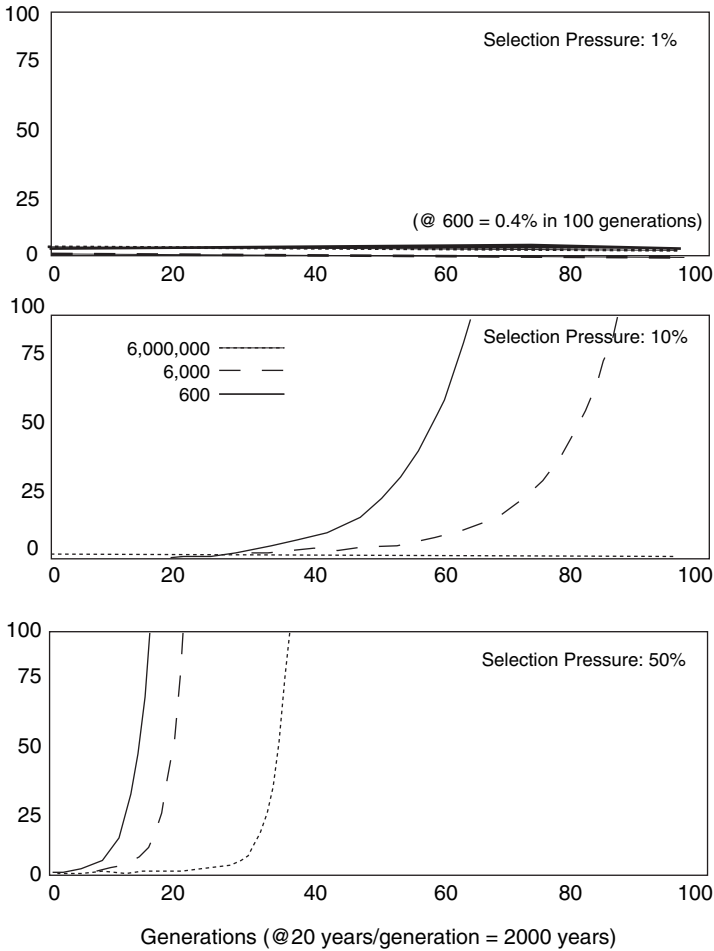 100
Selection Pressure: 1%
75
50
25
(@ 600 = 0.4% in 100 generations)
0
0 20 40 60 80 100
100
Selection Pressure: 10%
6,000,000
75
6,000
600
50
25
0
0 20 40 60 80 100
100
Selection Pressure: 50%
75
50
25
0
0 20 40 60 80 100
Generations (@20 years/generation = 2000 years)